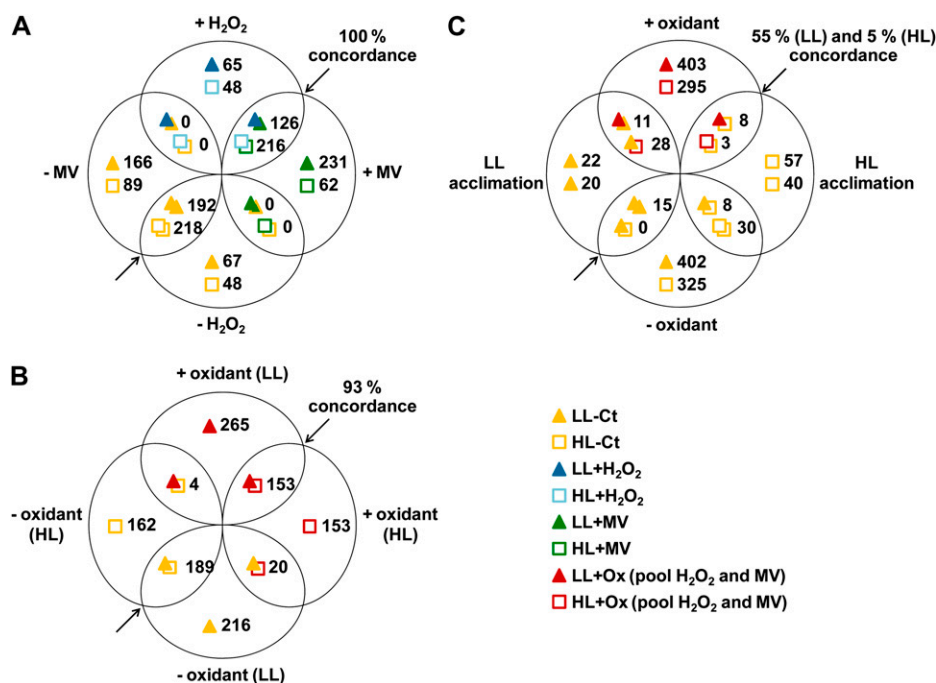 A
+ H2O2
100 %
concordance
65
48
0
0
126
216
- MV
166
89
231
62
+ MV
192
218
0
0
67
48
- H2O2
C
+ oxidant
55 % (LL) and 5 % (HL)
concordance
403
295
11
28
8
3
LL
acclimation
22
20
57
40
HL
acclimation
15
0
8
30
402
325
- oxidant
B
+ oxidant (LL)
93 %
concordance
265
4
153
- oxidant
(HL)
162
153
+ oxidant
(HL)
189
20
216
- oxidant (LL)
LL-Ct
HL-Ct
LL+H2O2
HL+H2O2
LL+MV
HL+MV
LL+Ox (pool H2O2 and MV)
HL+Ox (pool H2O2 and MV)